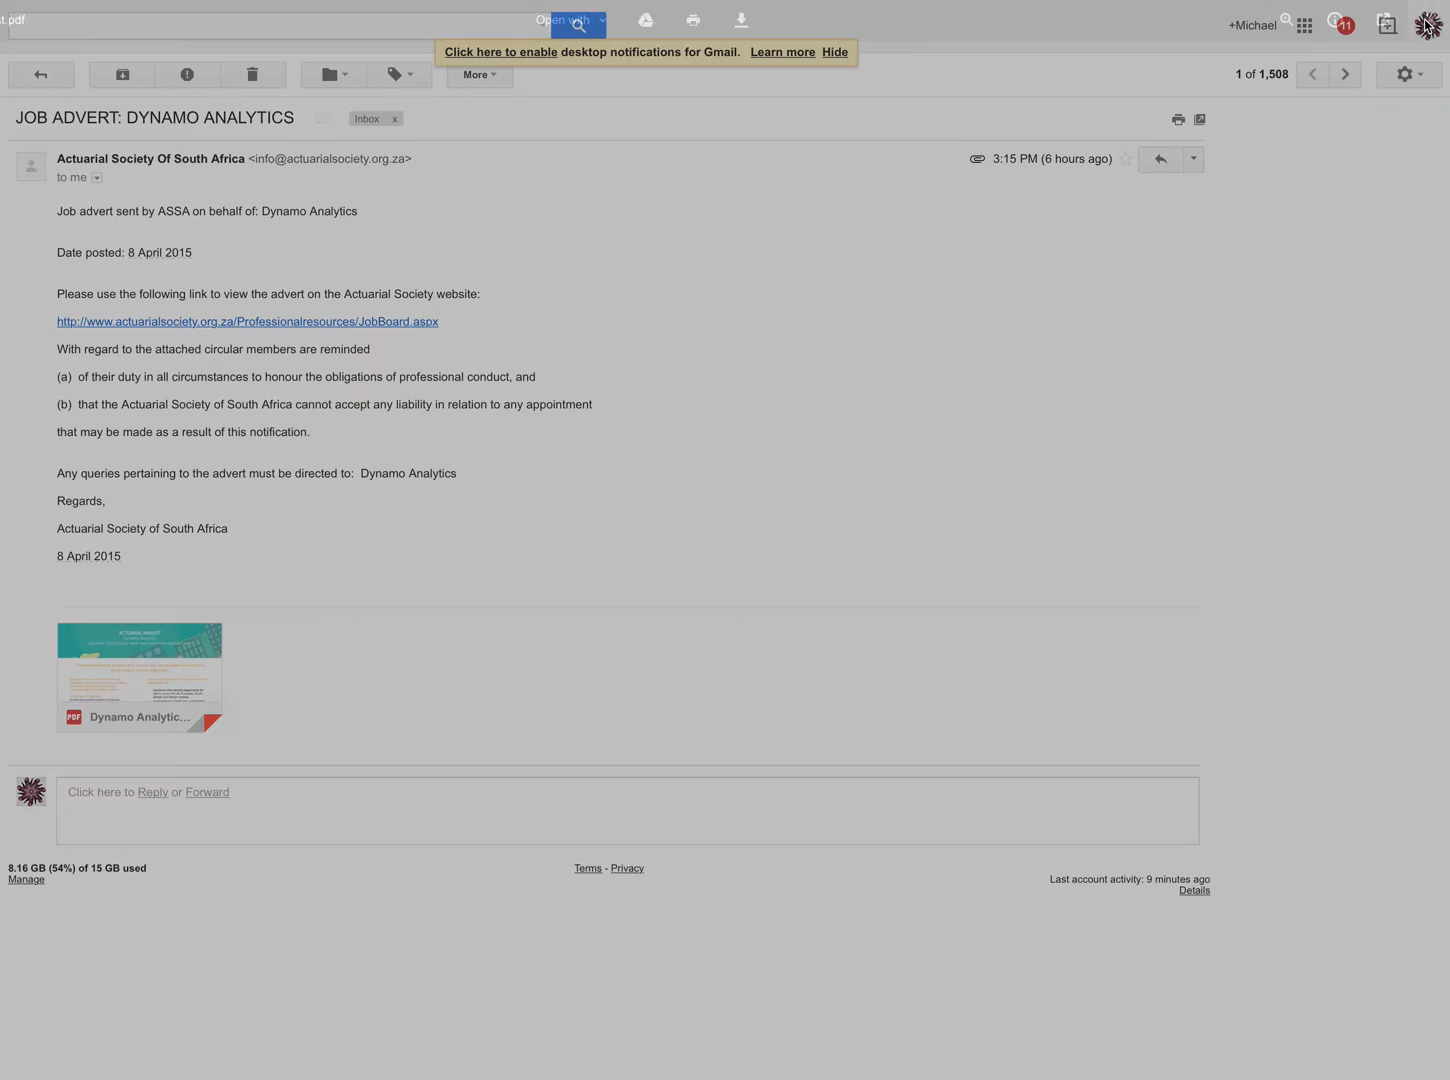 t.pdf
Open with
+Michael
11
Click here to enable desktop notifications for Gmail. Learn more Hide
More
1 of 1,508
JOB ADVERT: DYNAMO ANALYTICS
Inbox x
Actuarial Society Of South Africa <info@actuarialsociety.org.za>
3:15 PM (6 hours ago)
to me
Job advert sent by ASSA on behalf of: Dynamo Analytics
Date posted: 8 April 2015
Please use the following link to view the advert on the Actuarial Society website:
http://www.actuarialsociety.org.za/Professionalresources/JobBoard.aspx
With regard to the attached circular members are reminded
(a) of their duty in all circumstances to honour the obligations of professional conduct, and
(b) that the Actuarial Society of South Africa cannot accept any liability in relation to any appointment
that may be made as a result of this notification.
Any queries pertaining to the advert must be directed to: Dynamo Analytics
Regards,
Actuarial Society of South Africa
8 April 2015
ACTUARIAL ANALYST
PDF Dynamo Analytic...
Click here to Reply or Forward
8.16 GB (54%) of 15 GB used
Manage
Terms - Privacy
Last account activity: 9 minutes ago
Details